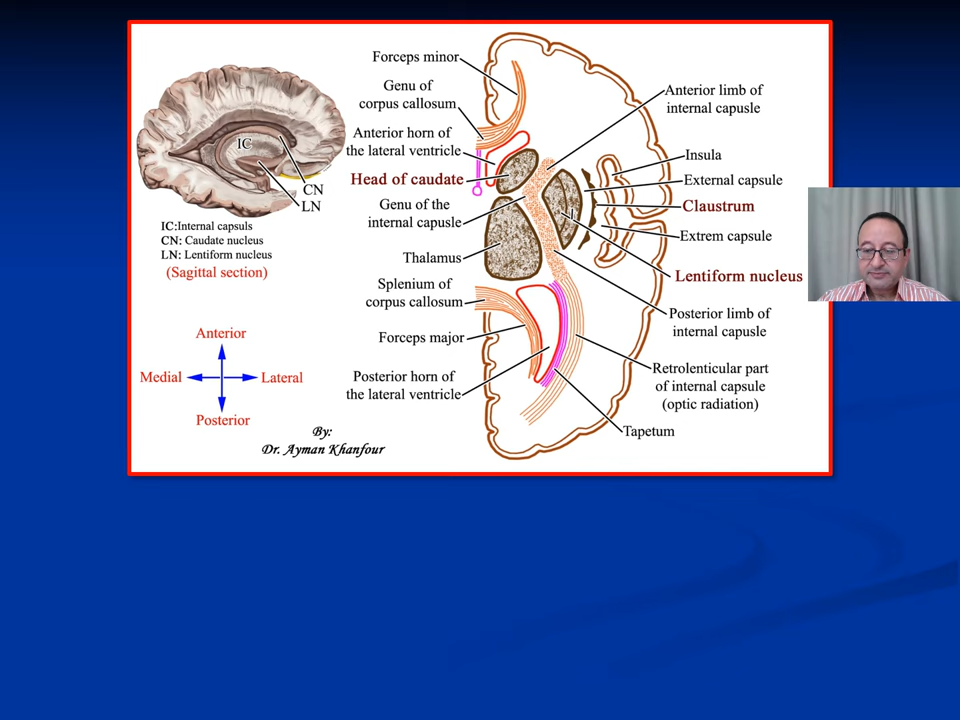 IC
CN
LN
IC:Internal capsuls
CN: Caudate nucleus
LN: Lentiform nucleus
(Sagittal section)
Anterior
Medial
Lateral
Posterior
By:
Dr. Ayman Khanfour
Forceps minor
Genu of
corpus callosum
Anterior horn of
the lateral ventricle
Head of caudate
Genu of the
internal capusle
Thalamus
Splenium of
corpus callosum
Forceps major
Posterior horn of
the lateral ventricle
Anterior limb of
internal capusle
Insula
External capsule
Claustrum
Extrem capsule
Lentiform nucleus
Posterior limb of
internal capusle
Retrolenticular part
of internal capsule
(optic radiation)
Tapetum